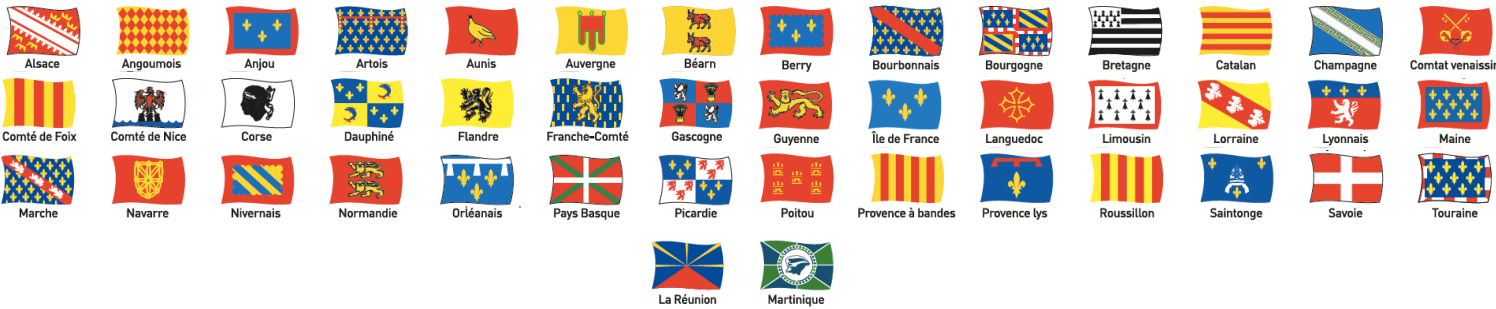 Alsace Angoumois Anjou Artois Aunis Auvergne Béarn Berry Bourbonnais Bourgogne Bretagne Catalan Champagne Comtat venaissin
Comté de Foix Comté de Nice Corse Dauphiné Flandre Franche-Comté Gascogne Guyenne Île de France Languedoc Limousin Lorraine Lyonnais Maine
Marche Navarre Nivernais Normandie Orléanais Pays Basque Picardie Poitou Provence à bandes Provence lys Roussillon Saintonge Savoie Touraine
La Réunion Martinique